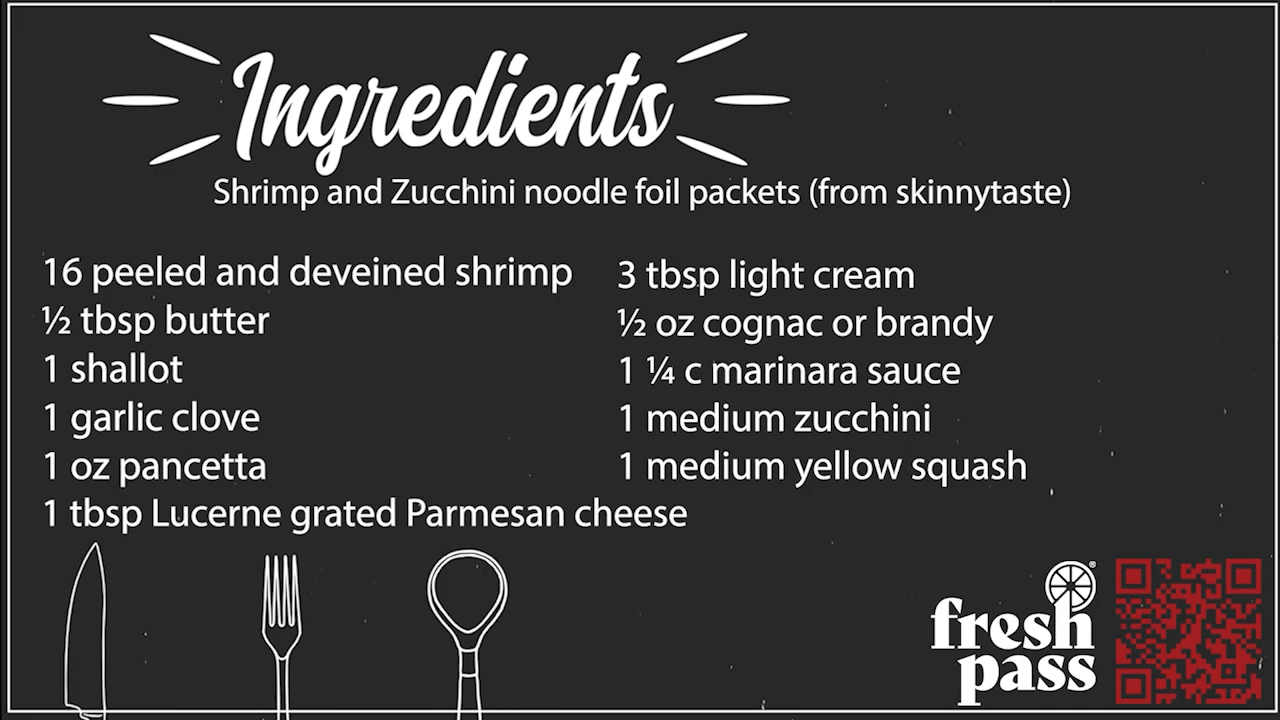 Ingredients
Shrimp and Zucchini noodle foil packets (from skinnytaste)
16 peeled and deveined shrimp
½ tbsp butter
1 shallot
1 garlic clove
1 oz pancetta
1 tbsp Lucerne grated Parmesan cheese
3 tbsp light cream
½ oz cognac or brandy
1 ¼ c marinara sauce
1 medium zucchini
1 medium yellow squash
fresh
pass